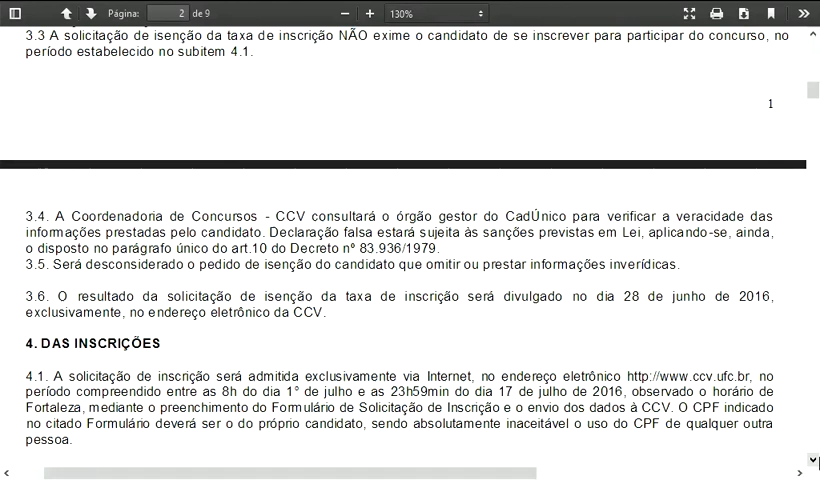 Página: 2 de 9 130%
3.3 A solicitação de isenção da taxa de inscrição NÃO exime o candidato de se inscrever para participar do concurso, no
período estabelecido no subitem 4.1.
1
3.4. A Coordenadoria de Concursos - CCV consultará o órgão gestor do CadÚnico para verificar a veracidade das
informações prestadas pelo candidato. Declaração falsa estará sujeita às sanções previstas em Lei, aplicando-se, ainda,
o disposto no parágrafo único do art.10 do Decreto nº 83.936/1979.
3.5. Será desconsiderado o pedido de isenção do candidato que omitir ou prestar informações inverídicas.
3.6. O resultado da solicitação de isenção da taxa de inscrição será divulgado no dia 28 de junho de 2016,
exclusivamente, no endereço eletrônico da CCV.
4. DAS INSCRIÇÕES
4.1. A solicitação de inscrição será admitida exclusivamente via Internet, no endereço eletrônico http://www.ccv.ufc.br, no
período compreendido entre as 8h do dia 1° de julho e as 23h59min do dia 17 de julho de 2016, observado o horário de
Fortaleza, mediante o preenchimento do Formulário de Solicitação de Inscrição e o envio dos dados à CCV. O CPF indicado
no citado Formulário deverá ser o do próprio candidato, sendo absolutamente inaceitável o uso do CPF de qualquer outra
pessoa.